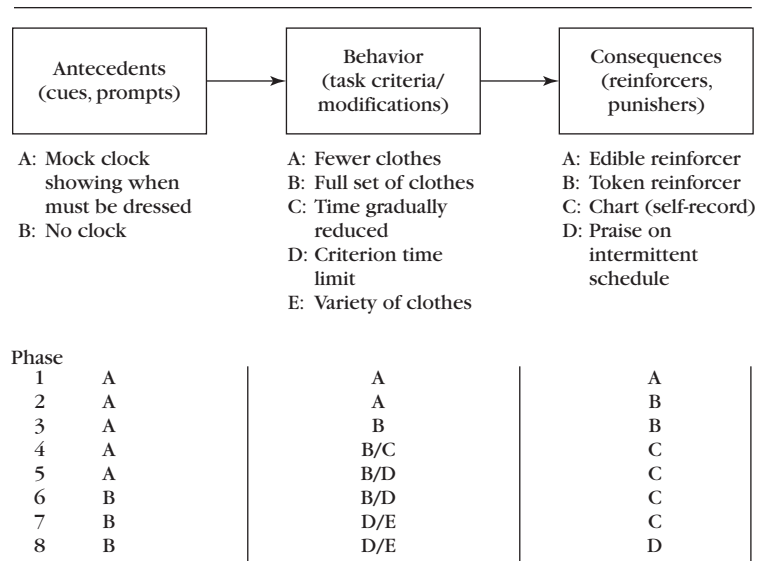 Antecedents
(cues, prompts)
Behavior
(task criteria/
modifications)
Consequences
(reinforcers,
punishers)
A: Mock clock
showing when
must be dressed
B: No clock
A: Fewer clothes
B: Full set of clothes
C: Time gradually
reduced
D: Criterion time
limit
E: Variety of clothes
A: Edible reinforcer
B: Token reinforcer
C: Chart (self-record)
D: Praise on
intermittent
schedule
Phase
1 A A A
2 A A B
3 A B B
4 A B/C C
5 A B/D C
6 B B/D C
7 B D/E C
8 B D/E D